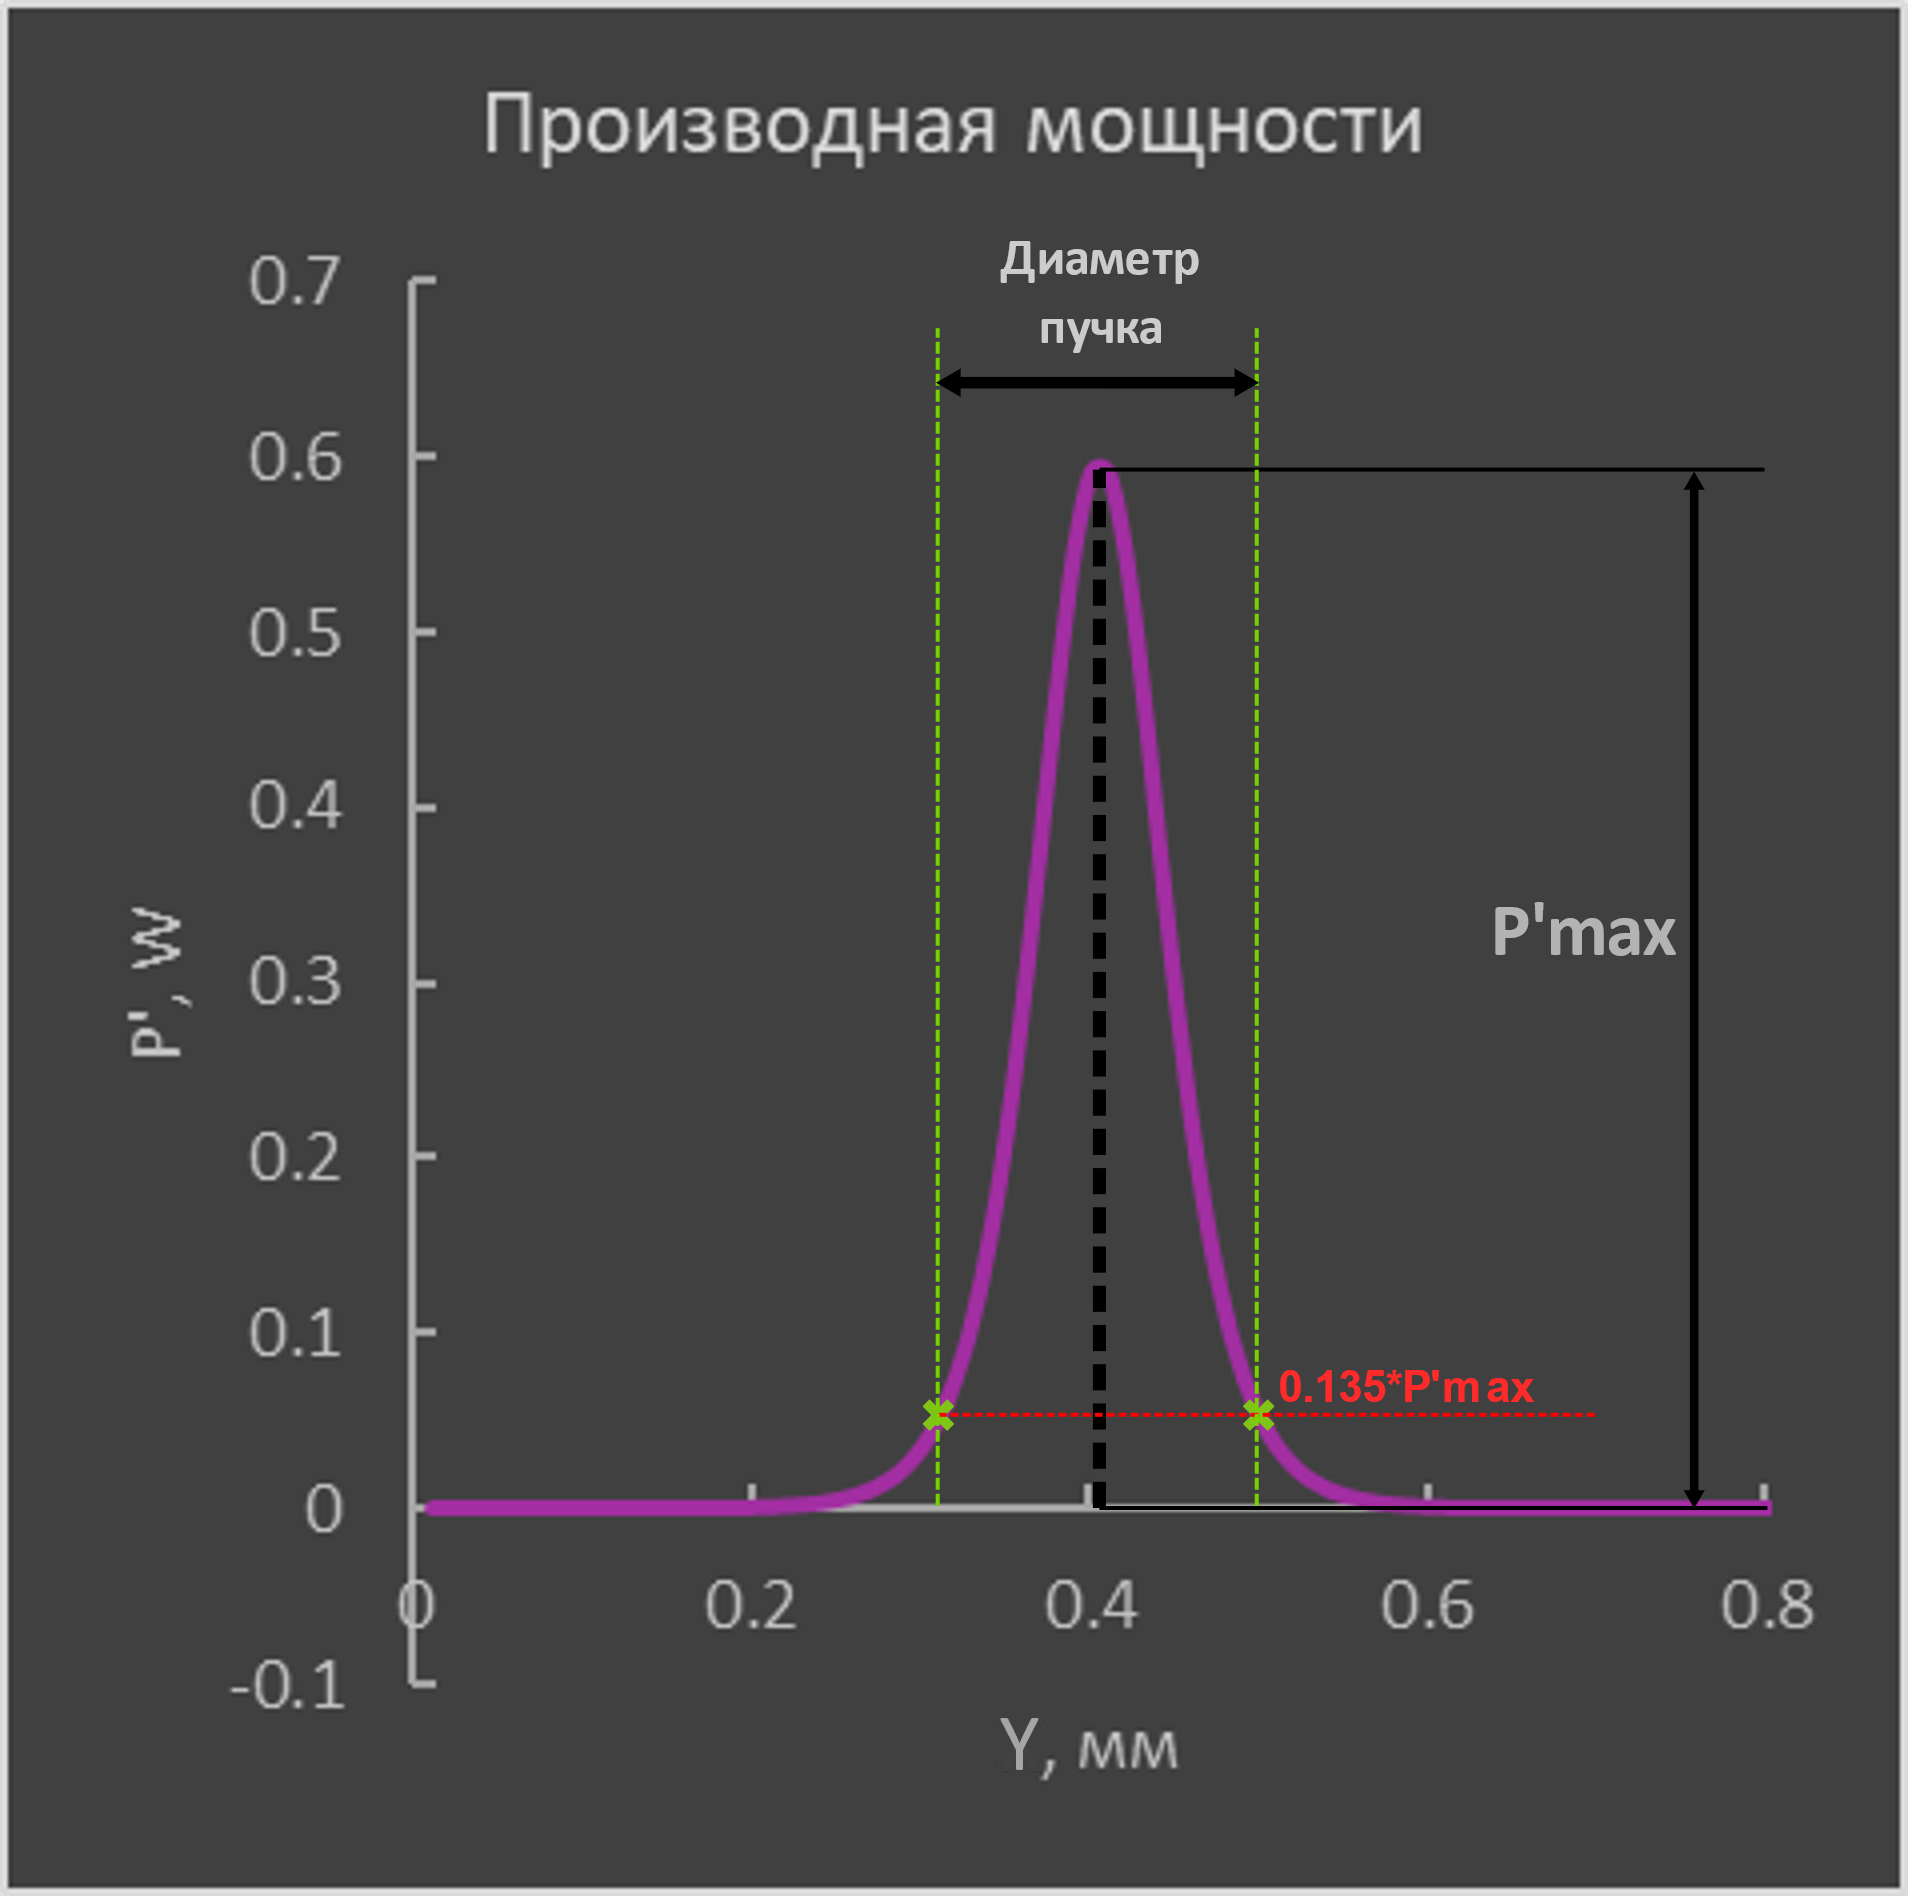 Производная мощности
Диаметр
пучка
0.7
0.6
0.5
0.4
0.3
0.2
0.1
0
-0.1
P', W
P'max
0.135*P'max
0
0.2
0.4
0.6
0.8
Y, мм